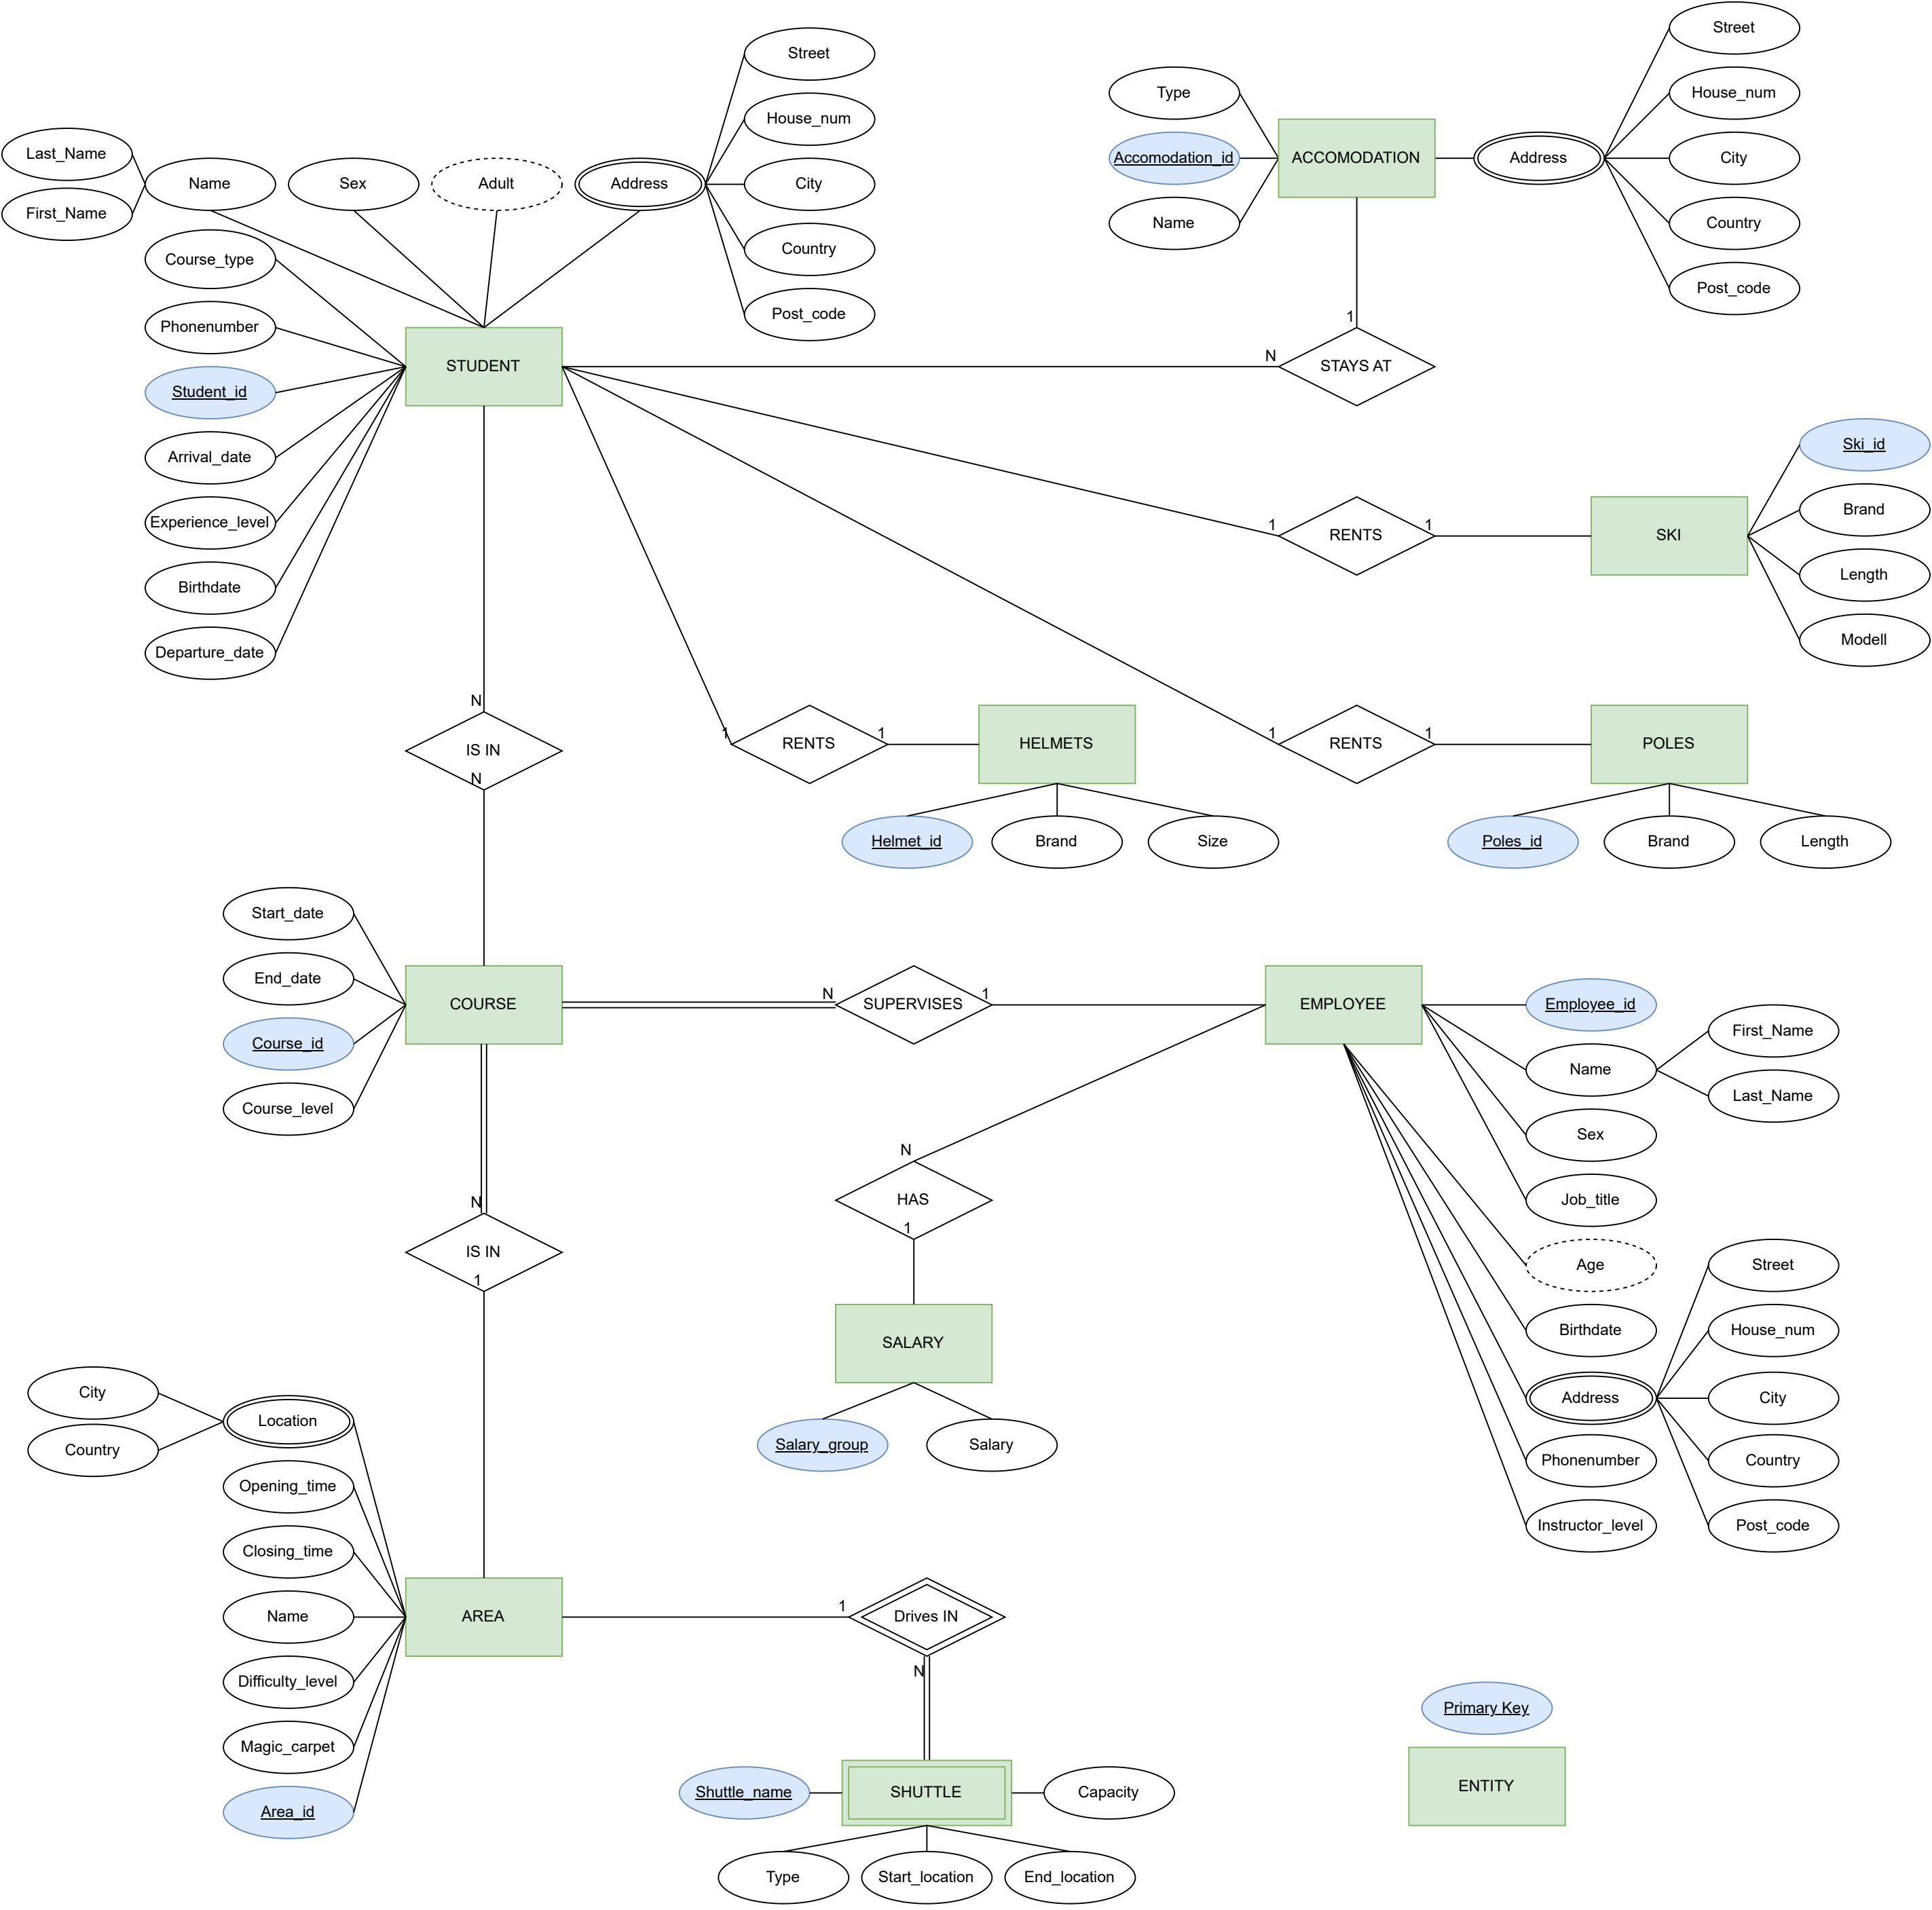 Street
Street
Type
House_num
House_num
Last_Name
Name
Sex
Adult
Address
City
Accomodation_id
ACCOMODATION
Address
City
First_Name
Name
Country
Country
Course_type
Post_code
Post_code
Phonenumber
1
STUDENT
N
STAYS AT
Student_id
Arrival_date
Ski_id
Experience_level
1
RENTS
1
SKI
Brand
Birthdate
Length
Departure_date
Modell
N
IS IN
N
1
RENTS
1
HELMETS
1
RENTS
1
POLES
Helmet_id
Brand
Size
Poles_id
Brand
Length
Start_date
End_date
COURSE
N
SUPERVISES
1
EMPLOYEE
Employee_id
First_Name
Course_id
Name
Last_Name
Course_level
Sex
N
HAS
1
Job_title
N
IS IN
1
Age
Street
SALARY
Birthdate
House_num
City
Location
Address
City
Country
Salary_group
Salary
Phonenumber
Country
Opening_time
Instructor_level
Post_code
Closing_time
Name
AREA
1
Drives IN
N
Difficulty_level
Primary Key
Magic_carpet
Shuttle_name
SHUTTLE
Capacity
ENTITY
Area_id
Type
Start_location
End_location